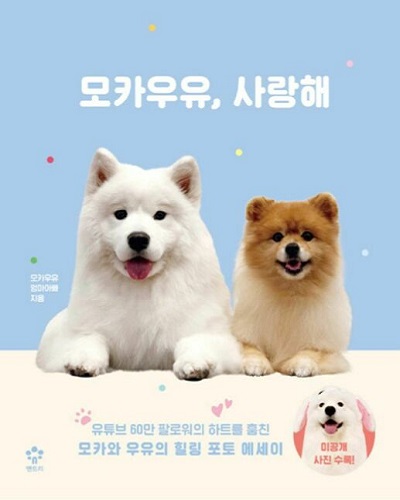 모카우유, 사랑해
모카우유
엄마아빠
지음
유튜브 60만 팔로워의 하트를 훔친
모카와 우유의 힐링 포토 에세이
미공개
사진 수록!
멘트리